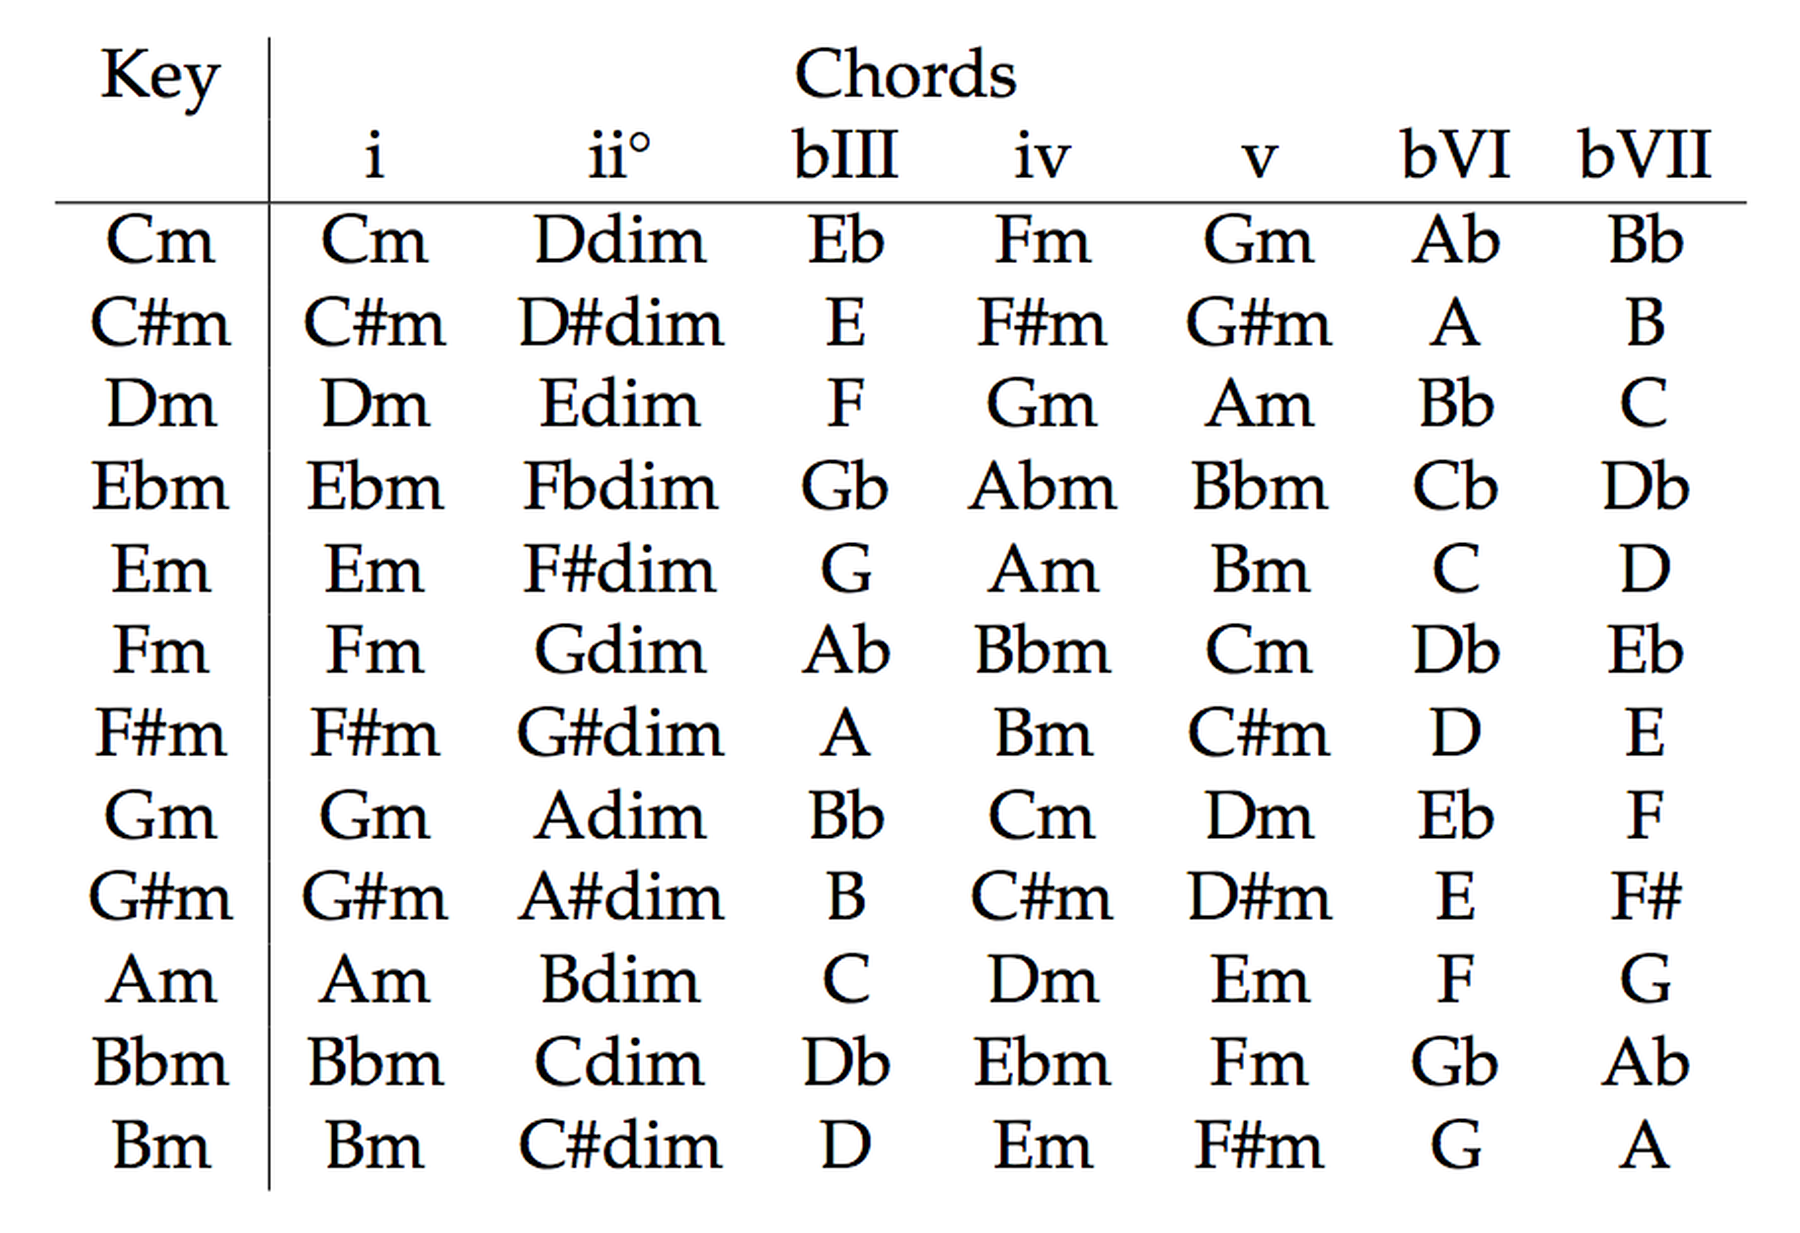 Key Chords
i ii° bIII iv v bVI bVII
Cm Cm Ddim Eb Fm Gm Ab Bb
C#m C#m D#dim E F#m G#m A B
Dm Dm Edim F Gm Am Bb C
Ebm Ebm Fbdim Gb Abm Bbm Cb Db
Em Em F#dim G Am Bm C D
Fm Fm Gdim Ab Bbm Cm Db Eb
F#m F#m G#dim A Bm C#m D E
Gm Gm Adim Bb Cm Dm Eb F
G#m G#m A#dim B C#m D#m E F#
Am Am Bdim C Dm Em F G
Bbm Bbm Cdim Db Ebm Fm Gb Ab
Bm Bm C#dim D Em F#m G A